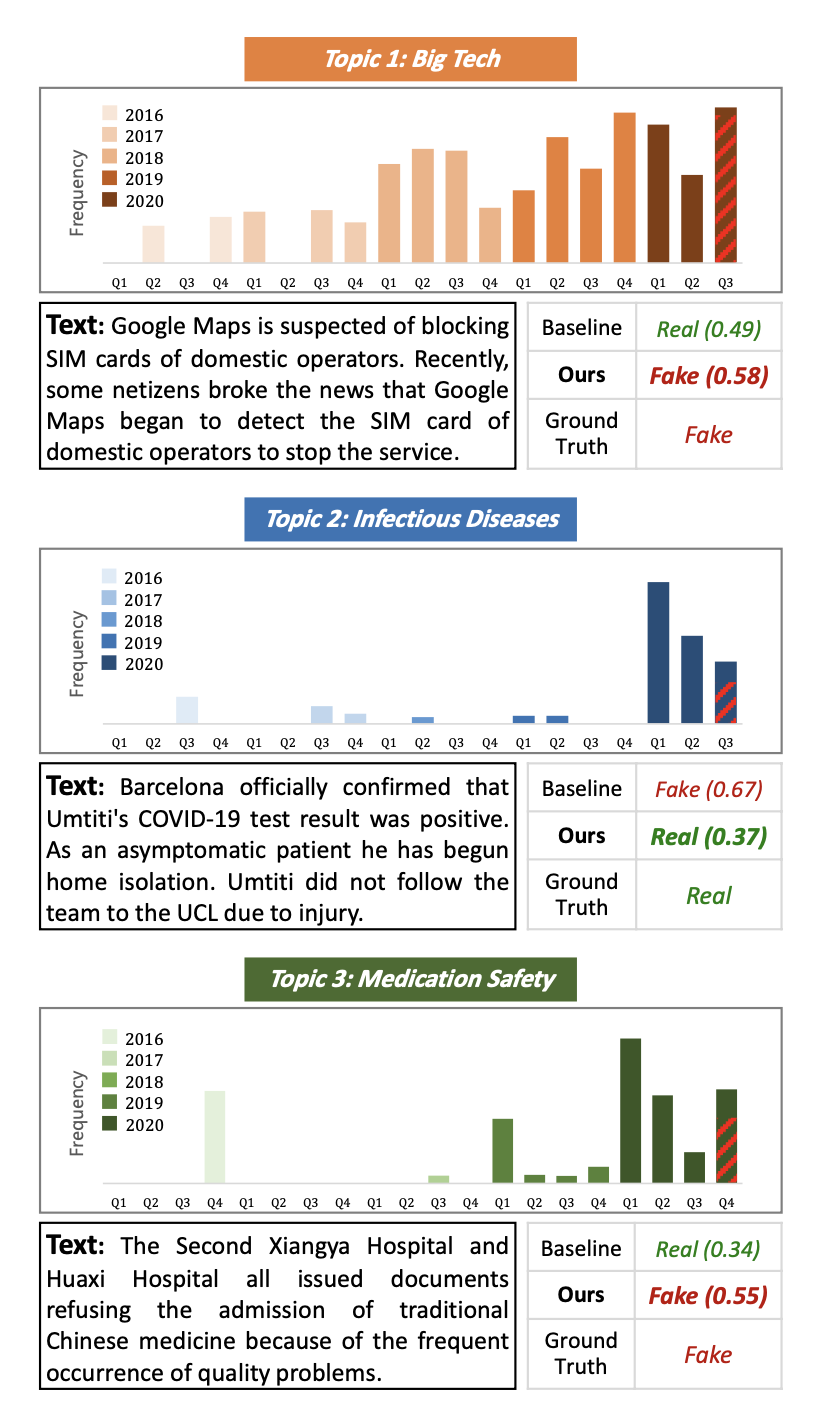 Topic 1: Big Tech
2016
2017
2018
2019
2020
Frequency
Q1 Q2 Q3 Q4 Q1 Q2 Q3 Q4 Q1 Q2 Q3 Q4 Q1 Q2 Q3 Q4 Q1 Q2 Q3
Text: Google Maps is suspected of blocking
SIM cards of domestic operators. Recently,
some netizens broke the news that Google
Maps began to detect the SIM card of
domestic operators to stop the service.
Baseline Real (0.49)
Ours Fake (0.58)
Ground
Truth
Fake
Topic 2: Infectious Diseases
2016
2017
2018
2019
2020
Frequency
Q1 Q2 Q3 Q4 Q1 Q2 Q3 Q4 Q1 Q2 Q3 Q4 Q1 Q2 Q3 Q4 Q1 Q2 Q3
Text: Barcelona officially confirmed that
Umtiti's COVID-19 test result was positive.
As an asymptomatic patient he has begun
home isolation. Umtiti did not follow the
team to the UCL due to injury.
Baseline Fake (0.67)
Ours Real (0.37)
Ground
Truth
Real
Topic 3: Medication Safety
2016
2017
2018
2019
2020
Frequency
Q1 Q2 Q3 Q4 Q1 Q2 Q3 Q4 Q1 Q2 Q3 Q4 Q1 Q2 Q3 Q4 Q1 Q2 Q3 Q4
Text: The Second Xiangya Hospital and
Huaxi Hospital all issued documents
refusing the admission of traditional
Chinese medicine because of the frequent
occurrence of quality problems.
Baseline Real (0.34)
Ours Fake (0.55)
Ground
Truth
Fake